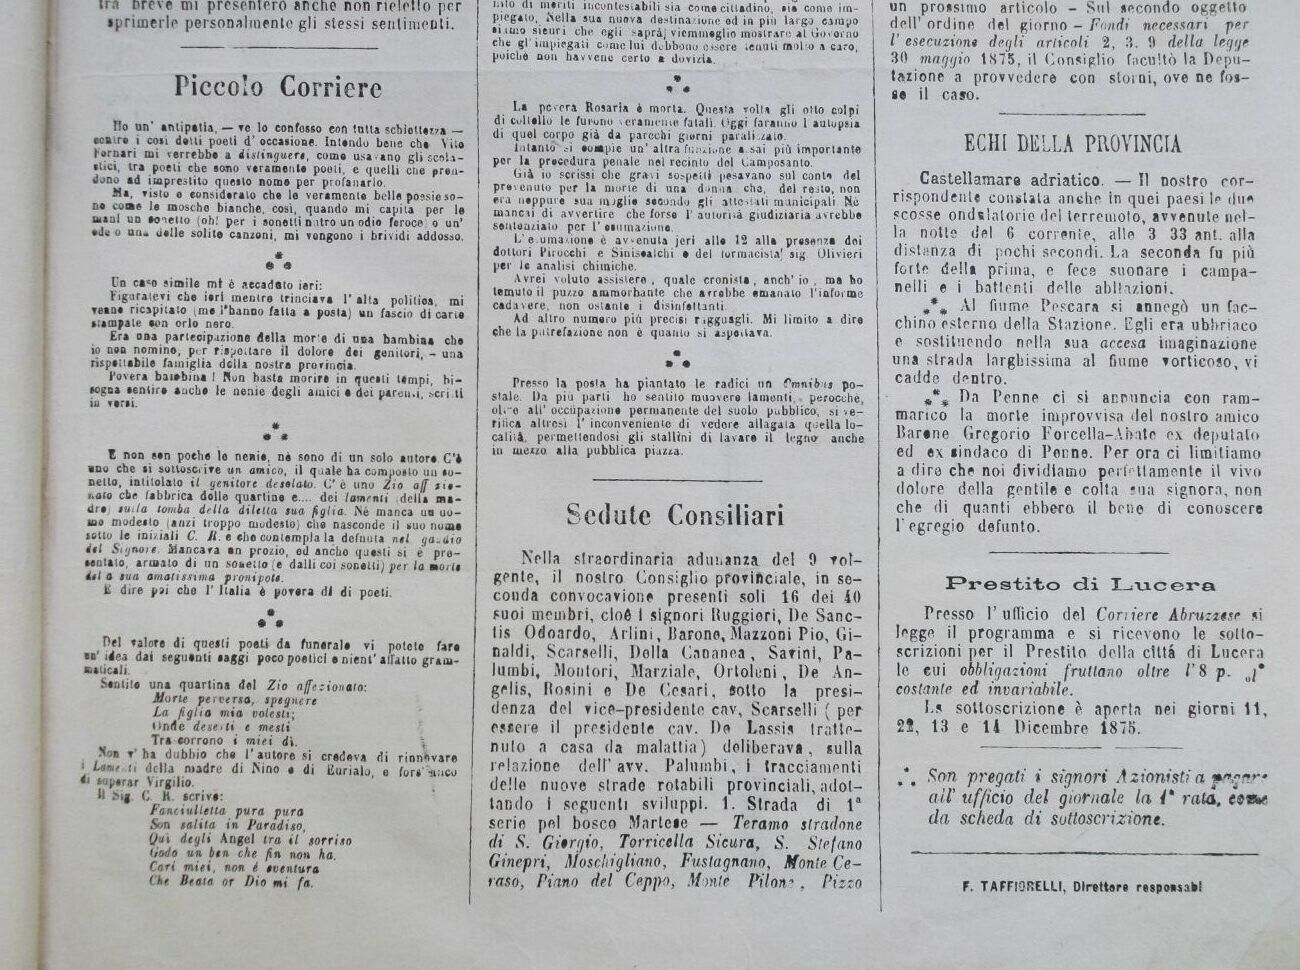 tra breve mi presenterò anche non rieletto per
sprimerle personalmente gli stessi sentimenti.
Piccolo Corriere
Ho un' antipatia, — ve lo confesso con tutta schiettezza —
contro i così detti poeti d' occasione. Intendo bene che Vito
Fornari mi verrebbe a distinguere, come usavano gli scola-
stici, tra poeti che sono veramente poeti, e quelli che pren-
dono ad imprestito questo nome per profanarlo.
Ma, visto e considerato che le veramente belle poesie so-
no come le mosche bianche, così, quando mi capita per le
mani un sonetto (oh! per i sonetti nutro un odio feroce) o un'
ode o una delle solite canzoni, mi vengono i brividi addosso.
Un caso simile mi è accaduto ieri:
Figuratevi che ieri mentre trinciava l' alta politica, mi
venne ricapitato (me l'hanno fatta a posta) un fascio di carte
stampate con orlo nero.
Era una partecipazione della morte di una bambina che
io non nomino, per rispettare il dolore dei genitori, – una
rispettabile famiglia della nostra provincia.
Povera bambina! Non basta morire in questi tempi, bi-
sogna sentire anche le nenie degli amici e dei parenti, scritti
in versi.
E non son poche le nenie, nè sono di un solo autore. C'è
uno che si sottoscrive un amico, il quale ha composto un so-
netto, intitolato il genitore desolato. C' è uno Zio affezio-
nato che fabbrica delle quartine e.... dei lamenti (della ma-
dre) sulla tomba della diletta sua figlia. Nè manca un uo-
mo modesto (anzi troppo modesto) che nasconde il suo nome
sotto le iniziali C. R. e che contempla la defunta nel gaudio
del Signore. Mancava un prozio, ed anche questi si è pre-
sentato, armato di un sonetto (e dalli coi sonetti) per la morte
della sua amatissima pronipote.
E dire poi che l' Italia è povera di di poeti.
Del valore di questi poeti da funerale vi potete fare
un' idea dai seguenti saggi poco poetici e nient' affatto gram-
maticali.
Sentite una quartina del Zio affezionato:
Morte perversa, spegnere
La figlia mia volesti;
Onde deserti e mesti
Tra corrono i miei dì.
Non v' ha dubbio che l' autore si credeva di rinnovare
i Lamenti della madre di Niso e di Eurialo, e fors' anco
di superar Virgilio.
Il Sig. C. R. scrive:
Fanciulletta pura pura
Son salita in Paradiso,
Qui degli Angel tra il sorriso
Godo un ben che fin non ha.
Cari miei, non è sventura
Che Beata or Dio mi fa.
nito di meriti incontestabili sia come cittadino, sia come im-
piegato. Nella sua nuova destinazione ed in più largo campo
siamo sicuri che egli saprà viemmeglio mostrare al Governo
che gl' impiegati come lui debbono essere tenuti molto a caro,
poichè non havvene certo a dovizia.
La povera Rosaria è morta. Questa volta gli otto colpi
di coltello le furono veramente fatali. Oggi faranno l autopsia
di quel corpo già da parecchi giorni paralizzato.
Intanto si compie un' altra funzione assai più importante
per la procedura penale nel recinto del Camposanto.
Già io scrissi che gravi sospetti pesavano sul conto del
prevenuto per la morte di una donna che, del resto, non
era neppure sua moglie secondo gli attestati municipali Nè
mancai di avvertire che forse l' autorità giudiziaria avrebbe
sentenziato per l' esumazione.
L' esumazione è avvenuta jeri alle 12 alla presenza dei
dottori Pirocchi e Siniscalchi e del formacista! sig. Olivieri
per le analisi chimiche.
Avrei voluto assistere, quale cronista, anch' io, ma ho
temuto il puzzo ammorbante che avrebbe emanato l'informe
cadavere, non ostante i disinfettanti.
Ad altro numero più precisi ragguagli. Mi limito a dire
che la putrefazione non è quanto si aspettava.
Presso la posta ha piantato le radici un Omnibus po-
stale. Da più parti ho sentito muovere lamenti, perocchè,
oltre all' occupazione permanente del suolo pubblico, si ve-
rifica altresì l' inconveniente di vedere allagata quella lo-
calità, permettendosi gli stallini di lavare il legno anche
in mezzo alla pubblica piazza.
Sedute Consiliari
Nella straordinaria adunanza del 9 vol-
gente, il nostro Consiglio provinciale, in se-
conda convocazione presenti soli 16 dei 40
suoi membri, cioè i signori Ruggieri, De Sanc-
tis Odoardo, Arlini, Barone, Mazzoni Pio, Gi-
naldi, Scarselli, Della Cananea, Savini, Pa-
lumbi, Montori, Marziale, Ortoleni, De An-
gelis, Rosini e De Cesari, sotto la presi-
denza del vice-presidente cav, Scarselli ( per
essere il presidente cav. De Lassis tratte-
nuto a casa da malattia) deliberava, sulla
relazione dell' avv. Palumbi, i tracciamenti
delle nuove strade rotabili provinciali, adot-
tando i seguenti sviluppi. 1. Strada di 1ª
serie pel bosco Martese — Teramo stradone
di S. Giorgio, Torricella Sicura, S. Stefano
Ginepri, Moschigliano, Fustagnano, Monte Ce-
raso, Piano del Ceppo, Monte Pilone, Pizzo
un prossimo articolo - Sul secondo oggetto
dell' ordine del giorno - Fondi necessari per
l' esecuzione degli articoli 2, 3. 9 della legge
30 maggio 1875, il Consiglio facultò la Depu-
tazione a provvedere con storni, ove ne fos-
se il caso.
ECHI DELLA PROVINCIA
Castellamare adriatico. — Il nostro cor-
rispondente constata anche in quei paesi le due
scosse ondulatorie del terremoto, avvenute nel-
la notte del 6 corrente, alle 3 33 ant. alla
distanza di pochi secondi. La seconda fu più
forte della prima, e fece suonare i campa-
nelli e i battenti delle abitazioni.
*** Al fiume Pescara si annegò un fac-
chino esterno della Stazione. Egli era ubbriaco
e sostituendo nella sua accesa imaginazione
una strada larghissima al fiume vorticoso, vi
cadde dentro.
*** Da Penne ci si annuncia con ram-
marico la morte improvvisa del nostro amico
Barone Gregorio Forcella-Abate ex deputato
ed ex sindaco di Penne. Per ora ci limitiamo
a dire che noi dividiamo perfettamente il vivo
dolore della gentile e colta sua signora, non
che di quanti ebbero il bene di conoscere
l'egregio defunto.
Prestito di Lucera
Presso l' ufficio del Corriere Abruzzese si
legge il programma e si ricevono le sotto-
scrizioni per il Prestito della città di Lucera
le cui obbligazioni fruttano oltre l'8 p. %
costante ed invariabile.
La sottoscrizione è aperta nei giorni 11,
22, 13 e 14 Dicembre 1875.
Son pregati i signori Azionisti a pagare
all' ufficio del giornale la 1ª rata, come
da scheda di sottoscrizione.
F. TAFFIORELLI, Direttore responsabl